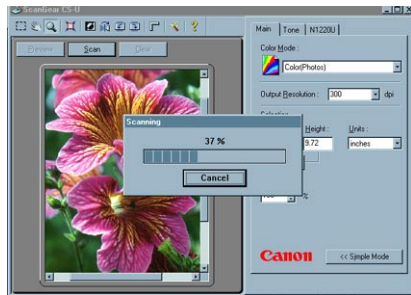 ScanGear CS-U
Main
Tone
N1220U
Preview
Scan
Clear
Color Mode :
Color(Photos)
Output Resolution :
300
dpi
Height :
Units :
9.72
inches
Scanning
37 %
Cancel
%
Canon
<< Simple Mode